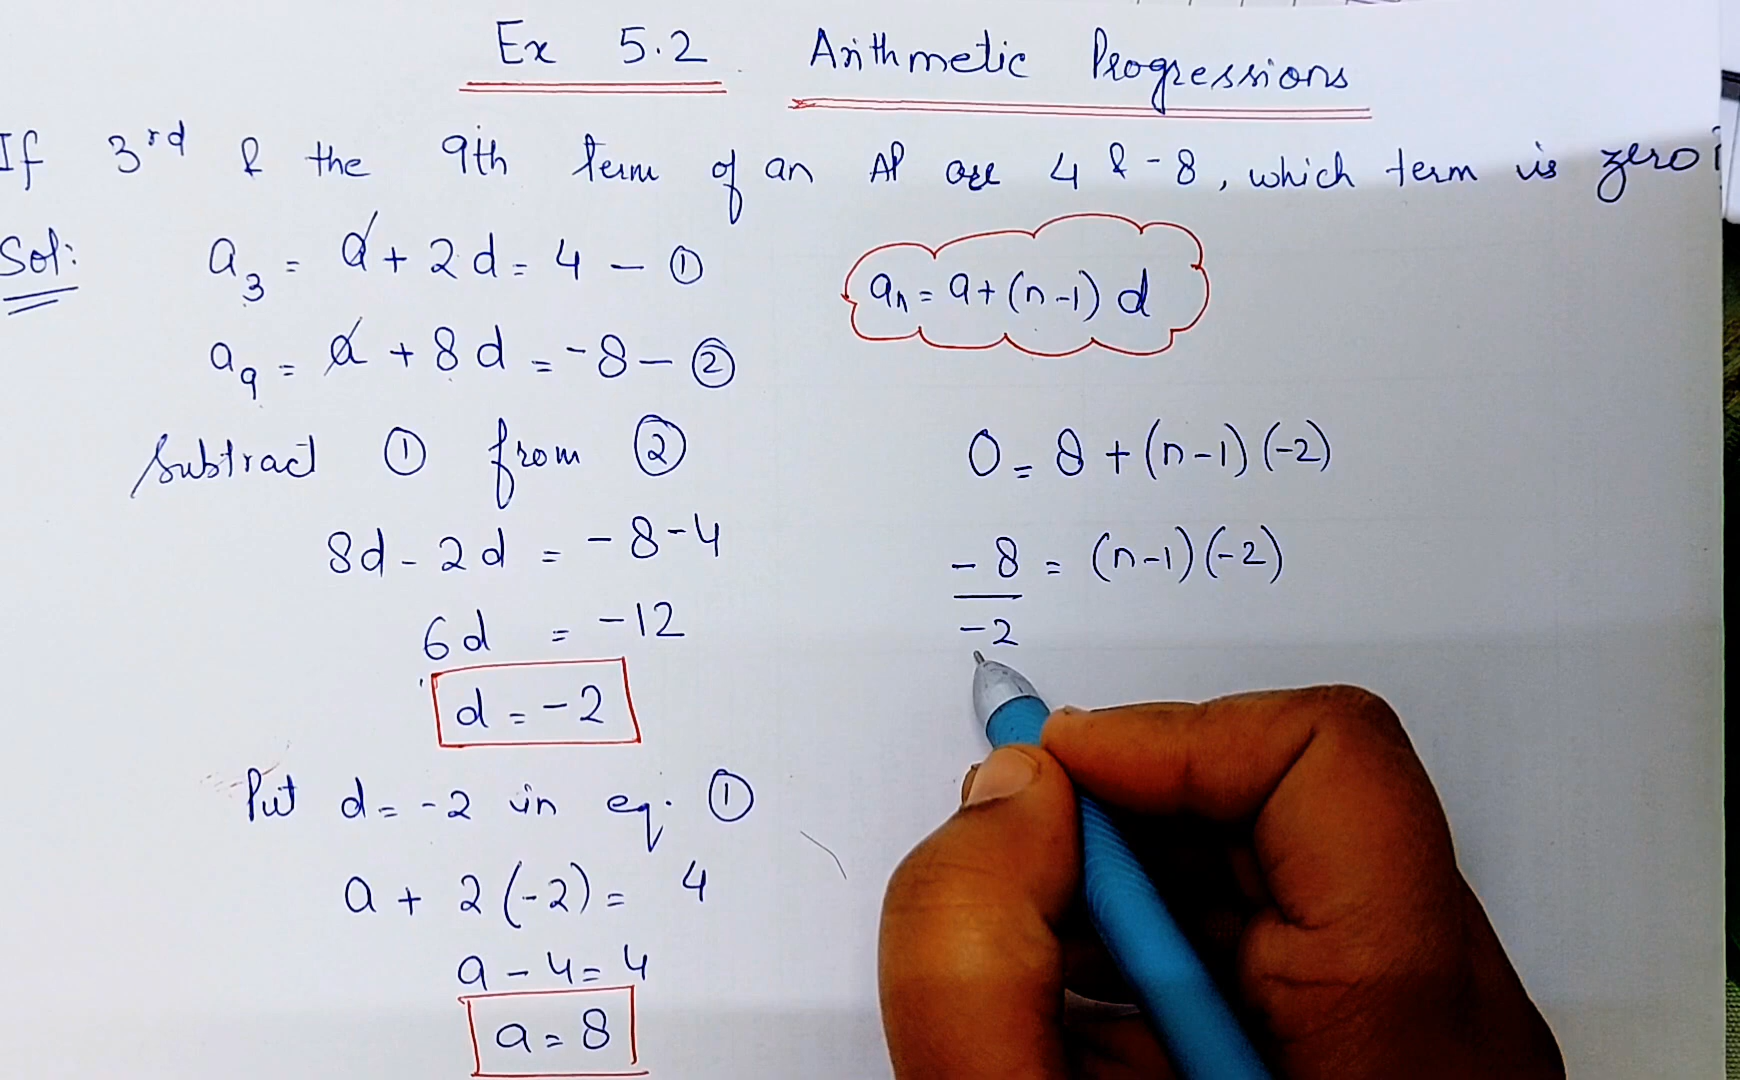 Ex 5.2 Arithmetic Progressions
If 3rd & the 9th term of an AP are 4 & -8, which term is zero?
Sol:
a₃ = a + 2d = 4 — ①
a₉ = a + 8d = -8 — ②
Subtract ① from ②
8d - 2d = -8 - 4
6d = -12
d = -2
Put d = -2 in eq. ①
a + 2(-2) = 4
a - 4 = 4
a = 8
aₙ = a + (n-1) d
0 = 8 + (n-1) (-2)
-8 = (n-1) (-2)
-2